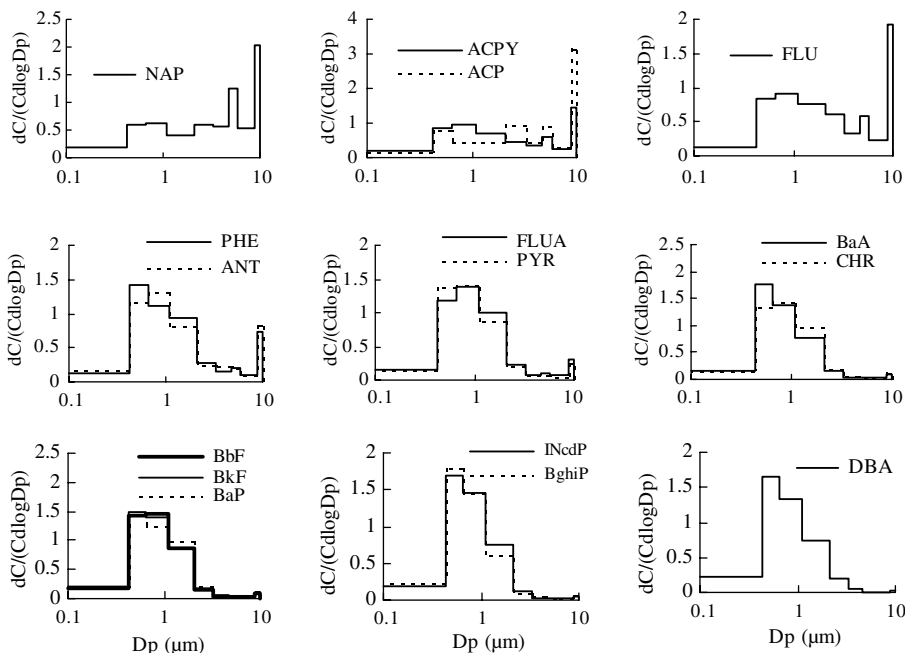 dC/(CdlogDp)
2.5
2
1.5
1
0.5
0
NAP
0.1
1
10
dC/(CdlogDp)
4
3
2
1
0
ACPY
ACP
0.1
1
10
dC/(CdlogDp)
2
1.5
1
0.5
0
FLU
0.1
1
10
dC/(CdlogDp)
2
1.5
1
0.5
0
PHE
ANT
0.1
1
10
dC/(CdlogDp)
2
1.5
1
0.5
0
FLUA
PYR
0.1
1
10
dC/(CdlogDp)
2.5
2
1.5
1
0.5
0
BaA
CHR
0.1
1
10
dC/(CdlogDp)
2.5
2
1.5
1
0.5
0
BbF
BkF
BaP
0.1
1
10
Dp (µm)
dC/(CdlogDp)
2
1.5
1
0.5
0
INcdP
BghiP
0.1
1
10
Dp (µm)
dC/(CdlogDp)
2
1.5
1
0.5
0
DBA
0.1
1
10
Dp (µm)